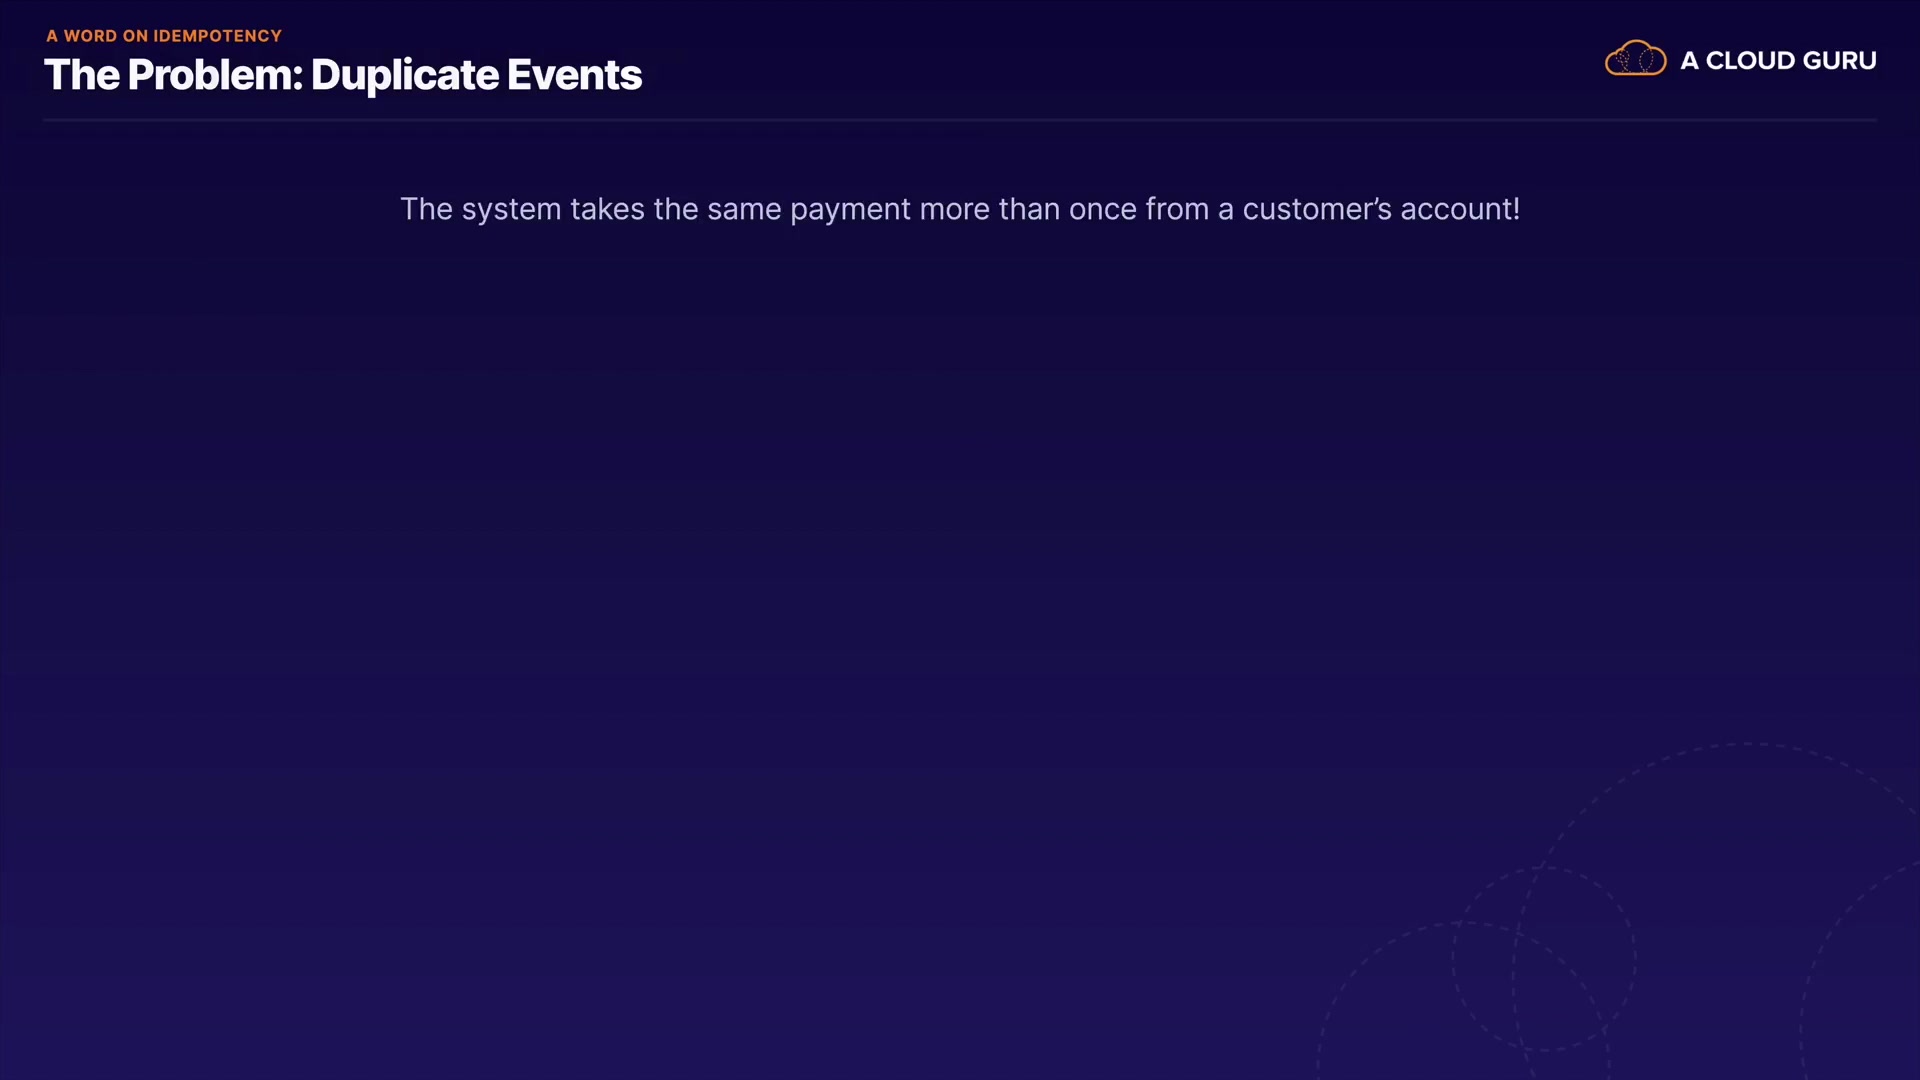 A WORD ON IDEMPOTENCY
The Problem: Duplicate Events
A CLOUD GURU
The system takes the same payment more than once from a customer’s account!